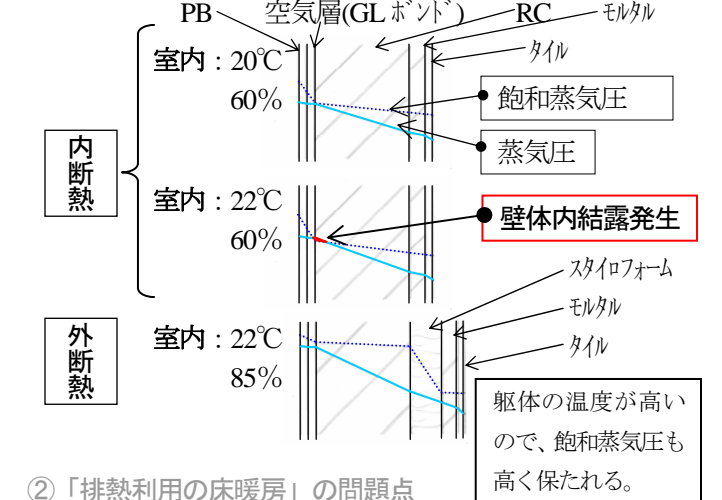 PB 空気層(GLボンド) RC モルタル
タイル
室内：20℃
60%
飽和蒸気圧
蒸気圧
内断熱
室内：22℃
60%
壁体内結露発生
スタイロフォーム
モルタル
タイル
外断熱
室内：22℃
85%
躯体の温度が高い
ので、飽和蒸気圧も
高く保たれる。
②「排熱利用の床暖房」の問題点